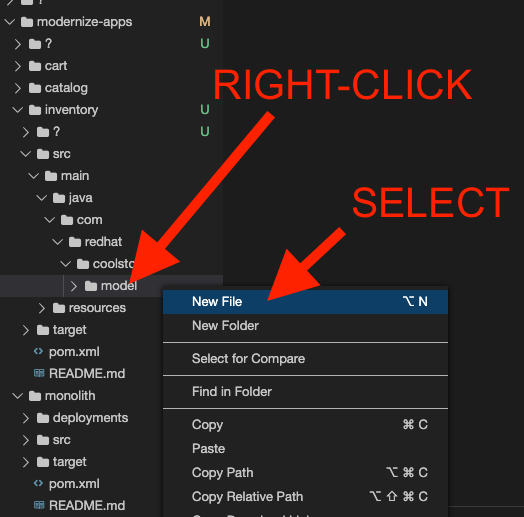 ?
modernize-apps M
? U
cart
catalog
RIGHT-CLICK
inventory U
? U
src
main
java
SELECT
com
redhat
coolsto
model
New File ⌥ N
resources
New Folder
target
pom.xml
Select for Compare
README.md
Find in Folder
monolith
deployments
Copy ⌘ C
src
Paste
target
Copy Path ⌥ ⌘ C
pom.xml
Copy Relative Path ⌥ ⇧ ⌘ C
README.md